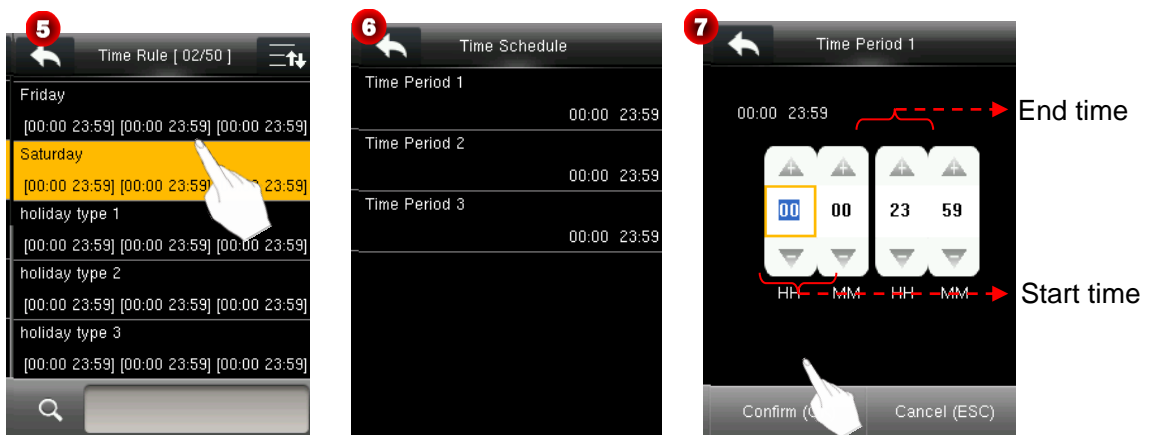 5
Time Rule [ 02/50 ]
Friday
[00:00 23:59] [00:00 23:59] [00:00 23:59]
Saturday
[00:00 23:59] [00:00 23:59] 23:59]
holiday type 1
[00:00 23:59] [00:00 23:59] [00:00 23:59]
holiday type 2
[00:00 23:59] [00:00 23:59] [00:00 23:59]
holiday type 3
[00:00 23:59] [00:00 23:59] [00:00 23:59]
6
Time Schedule
Time Period 1
00:00 23:59
Time Period 2
00:00 23:59
Time Period 3
00:00 23:59
7
Time Period 1
00:00 23:59
End time
00 00 23 59
HH MM HH MM
Start time
Confirm
Cancel (ESC)